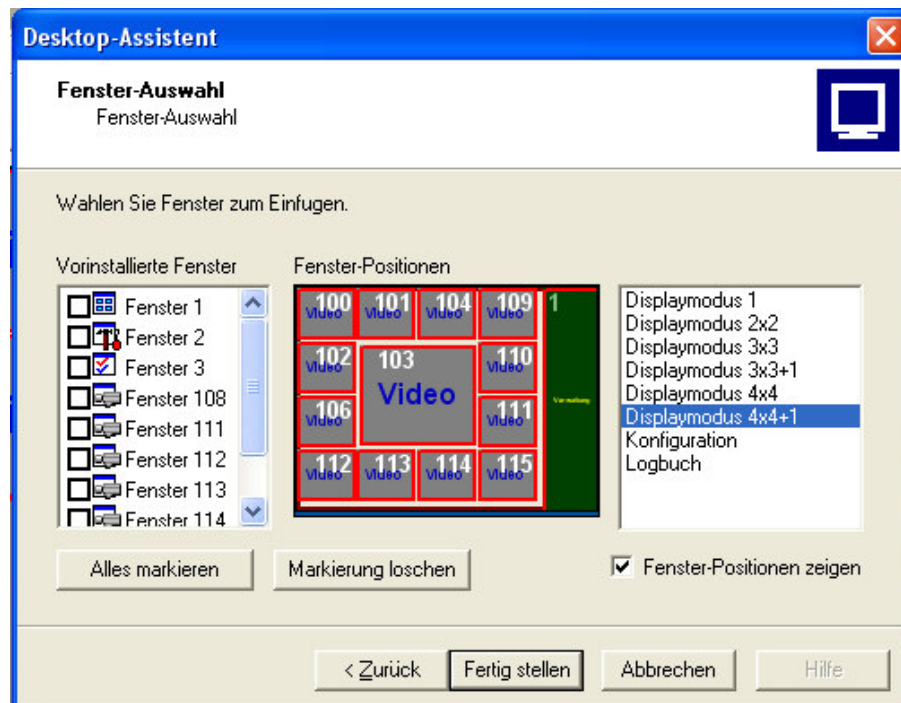 Desktop-Assistent
Fenster-Auswahl
Fenster-Auswahl
Wahlen Sie Fenster zum Einfugen.
Vorinstallierte Fenster
Fenster 1
Fenster 2
Fenster 3
Fenster 108
Fenster 111
Fenster 112
Fenster 113
Fenster 114
Fenster-Positionen
100 101 104 109 1
Video Video Video Video
102 103 110
Video Video Video
106 111
Video Video
112 113 114 115
Video Video Video Video
Displaymodus 1
Displaymodus 2x2
Displaymodus 3x3
Displaymodus 3x3+1
Displaymodus 4x4
Displaymodus 4x4+1
Konfiguration
Logbuch
Alles markieren
Markierung loschen
Fenster-Positionen zeigen
< Zurück
Fertig stellen
Abbrechen
Hilfe